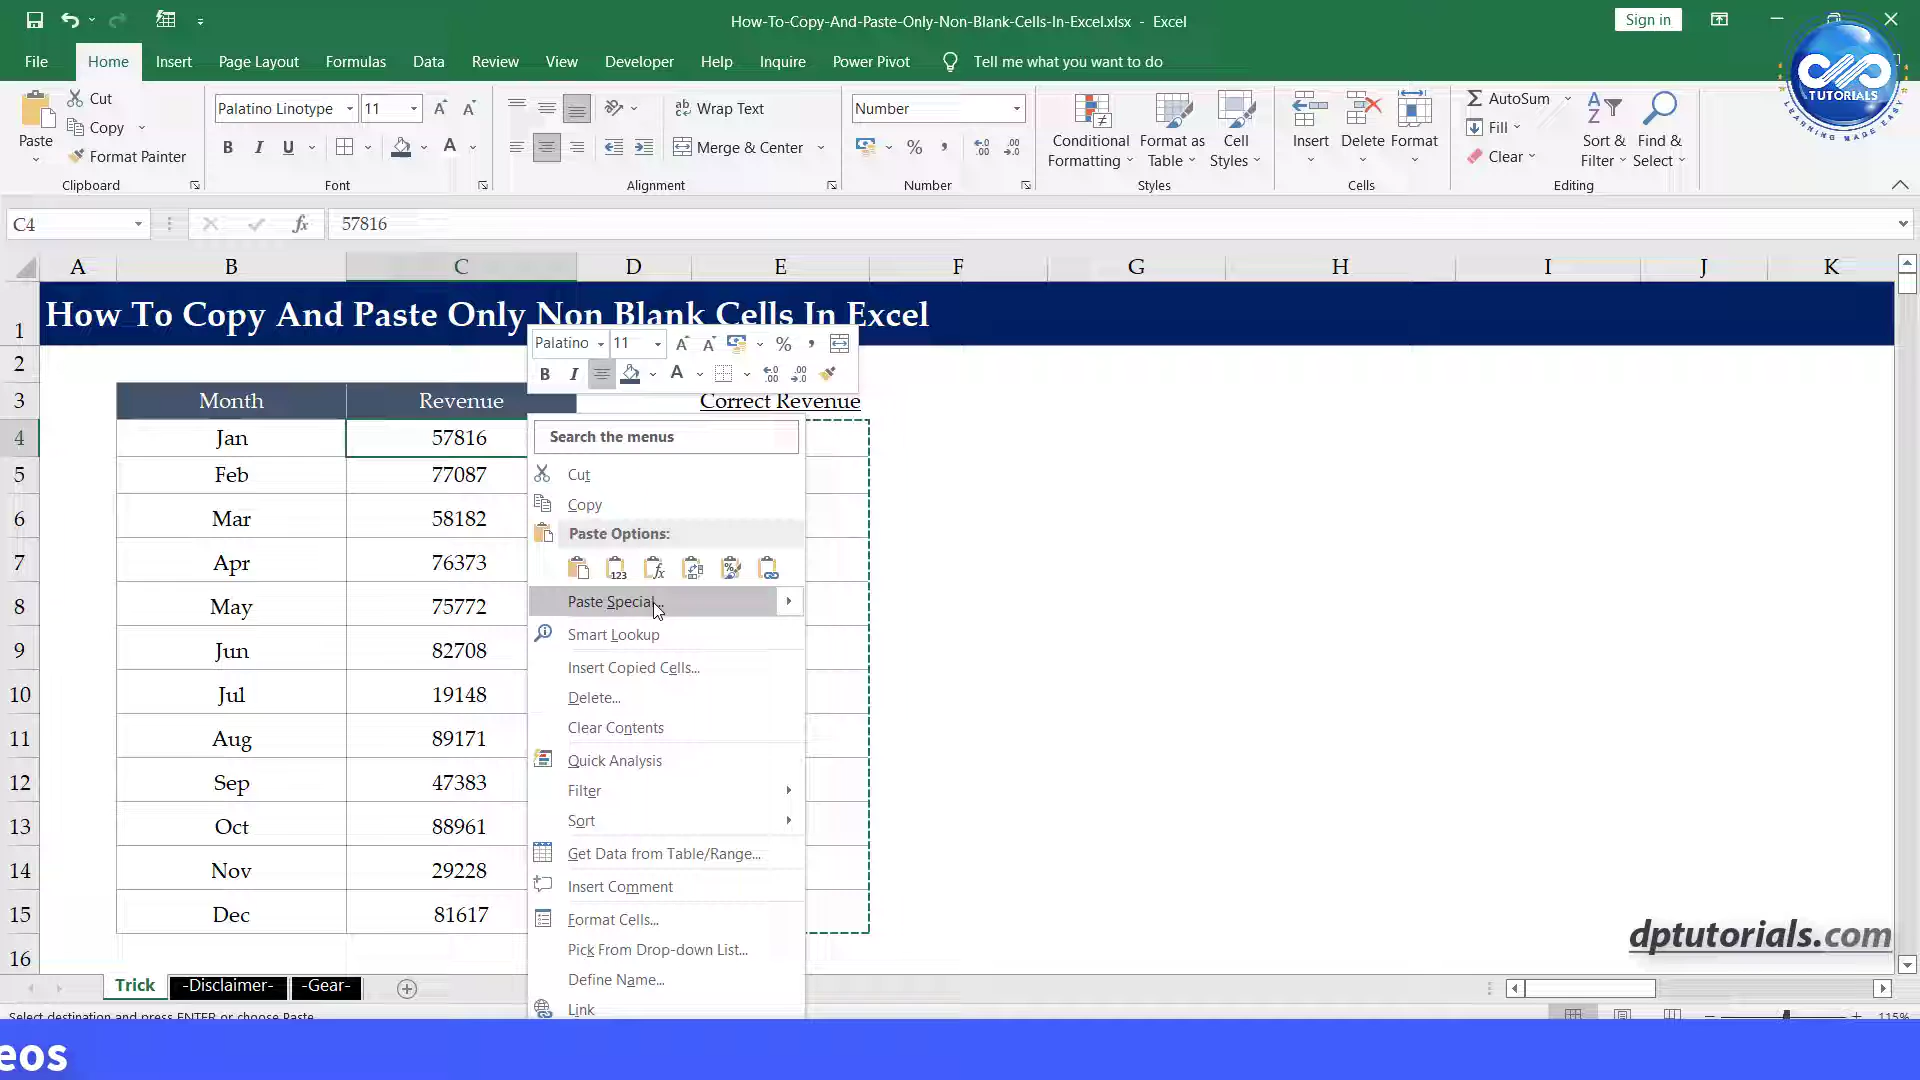 How-To-Copy-And-Paste-Only-Non-Blank-Cells-In-Excel.xlsx - Excel
Sign in
File Home Insert Page Layout Formulas Data Review View Developer Help Inquire Power Pivot Tell me what you want to do
TUTORIALS
LEARNING MADE EASY
Paste
Cut
Copy
Format Painter
Clipboard
Palatino Linotype 11
B I U
Font
Wrap Text
Merge & Center
Alignment
Number
Number
Conditional Formatting
Format as Table
Cell Styles
Styles
Insert Delete Format
Cells
AutoSum
Fill
Clear
Sort & Filter
Find & Select
Editing
C4
fx
57816
A B C D E F G H I J K
1 How To Copy And Paste Only Non Blank Cells In Excel
2
Palatino 11
B I
3 Month Revenue Correct Revenue
4 Jan 57816
5 Feb 77087
6 Mar 58182
7 Apr 76373
8 May 75772
9 Jun 82708
10 Jul 19148
11 Aug 89171
12 Sep 47383
13 Oct 88961
14 Nov 29228
15 Dec 81617
16
Search the menus
Cut
Copy
Paste Options:
Paste Special...
Smart Lookup
Insert Copied Cells...
Delete...
Clear Contents
Quick Analysis
Filter
Sort
Get Data from Table/Range...
Insert Comment
Format Cells...
Pick From Drop-down List...
Define Name...
Link
dptutorials.com
Trick -Disclaimer- -Gear-
Select destination and press ENTER or choose Paste
115%
eos